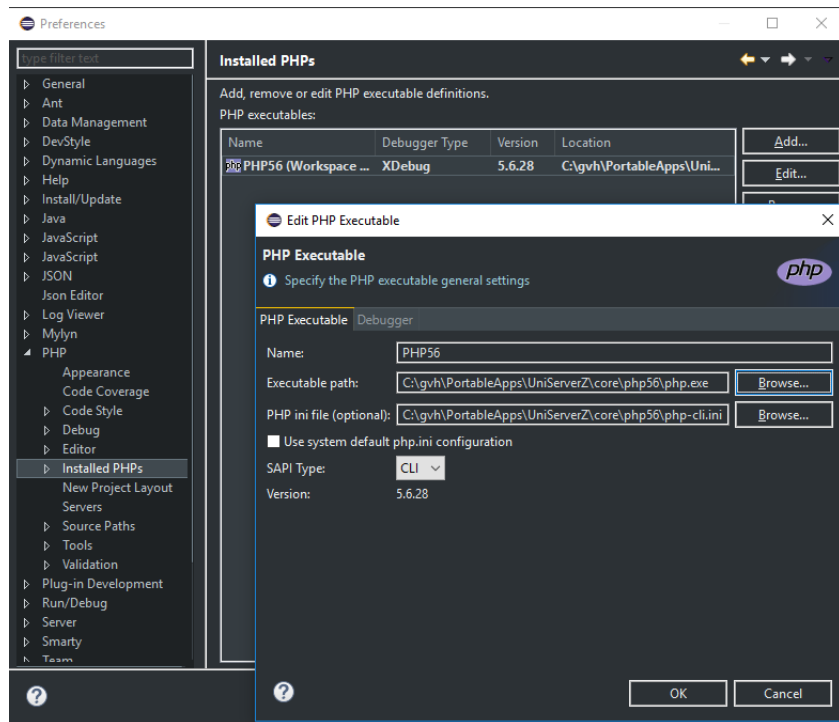 Preferences
type filter text
General
Ant
Data Management
DevStyle
Dynamic Languages
Help
Install/Update
Java
JavaScript
JavaScript
JSON
Json Editor
Log Viewer
Mylyn
PHP
Appearance
Code Coverage
Code Style
Debug
Editor
Installed PHPs
New Project Layout
Servers
Source Paths
Tools
Validation
Plug-in Development
Run/Debug
Server
Smarty
Team
Installed PHPs
Add, remove or edit PHP executable definitions.
PHP executables:
Name Debugger Type Version Location
php PHP56 (Workspace ... XDebug 5.6.28 C:\gvh\PortableApps\Uni...
Add...
Edit...
Edit PHP Executable
PHP Executable
Specify the PHP executable general settings
php
PHP Executable Debugger
Name: PHP56
Executable path: C:\gvh\PortableApps\UniServerZ\core\php56\php.exe Browse...
PHP ini file (optional): C:\gvh\PortableApps\UniServerZ\core\php56\php-cli.ini Browse...
Use system default php.ini configuration
SAPI Type: CLI
Version: 5.6.28
OK Cancel